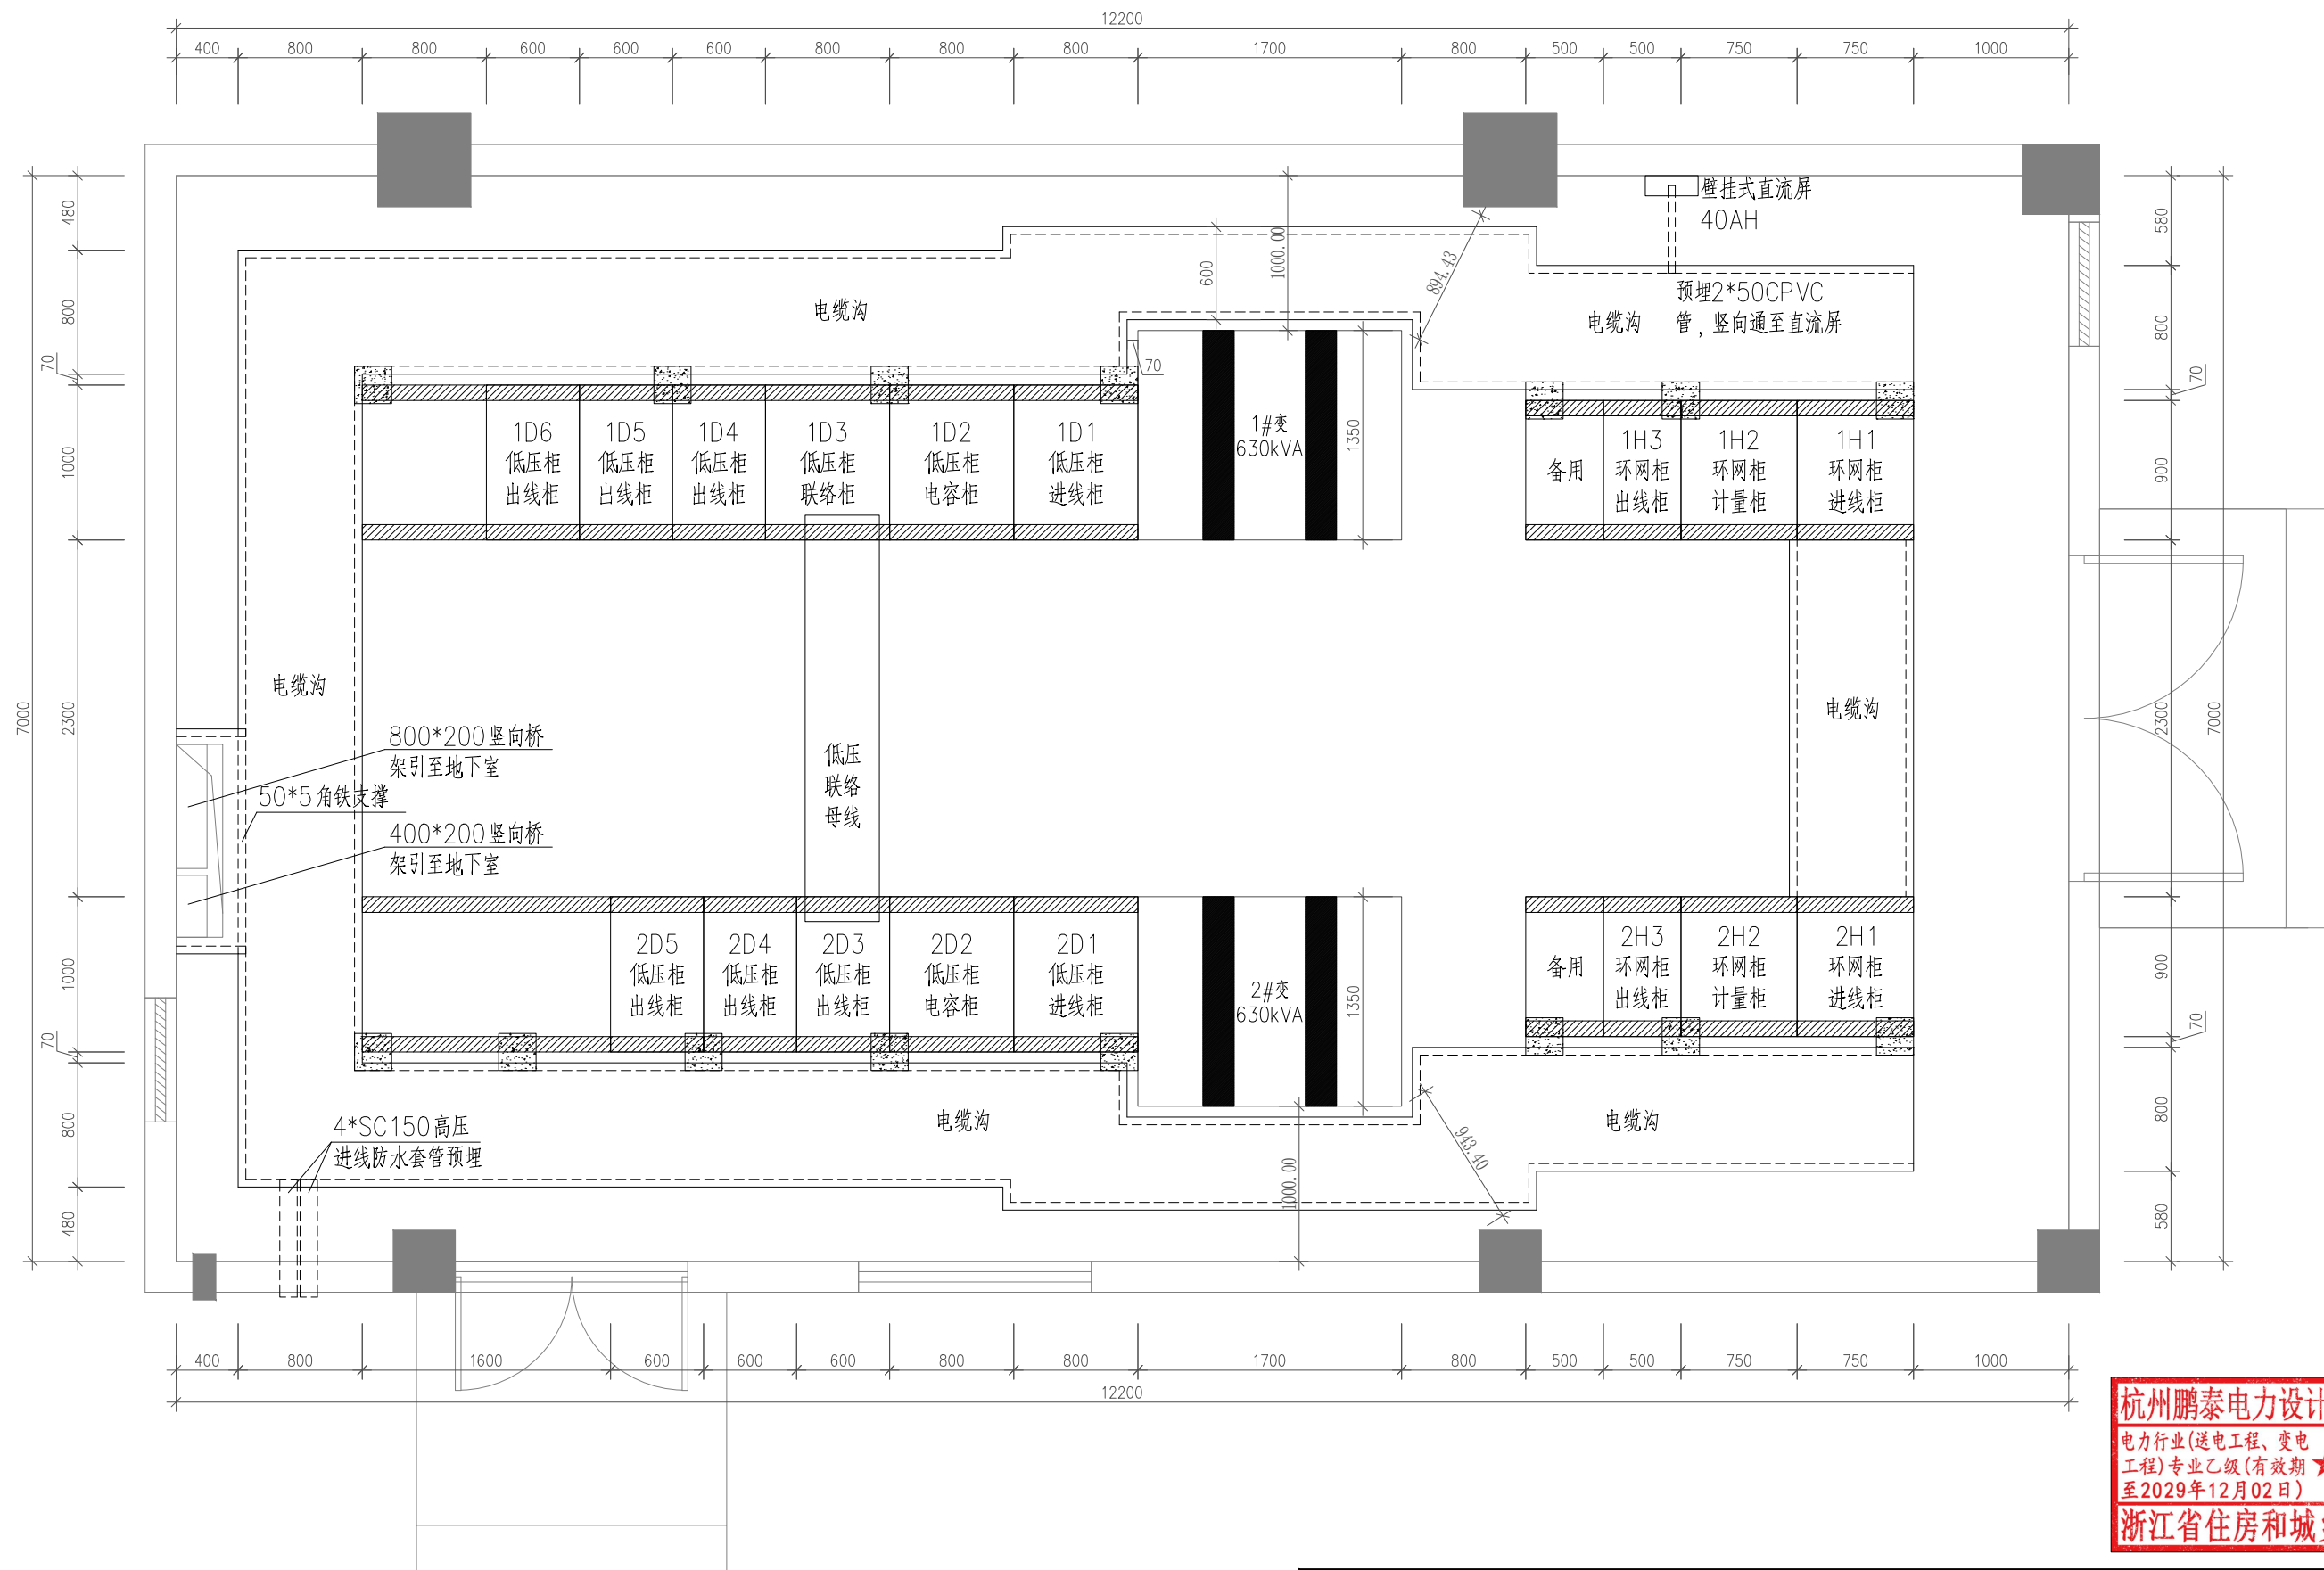 12200
400 800 800 600 600 600 800 800 800 1700 800 500 500 750 750 1000
壁挂式直流屏
40AH
480
580
600
1000.00
894.43
电缆沟
电缆沟
预埋2*50CPVC
管，竖向通至直流屏
800
800
70
70
70
1D6
低压柜
出线柜
1D5
低压柜
出线柜
1D4
低压柜
出线柜
1D3
低压柜
联络柜
1D2
低压柜
电容柜
1D1
低压柜
进线柜
1#变
630kVA
1350
备用
1H3
环网柜
出线柜
1H2
环网柜
计量柜
1H1
环网柜
进线柜
1000
900
电缆沟
电缆沟
7000
2300
2300
7000
800*200竖向桥
架引至地下室
50*5角铁支撑
400*200竖向桥
架引至地下室
低压
联络
母线
2D5
低压柜
出线柜
2D4
低压柜
出线柜
2D3
低压柜
出线柜
2D2
低压柜
电容柜
2D1
低压柜
进线柜
2#变
630kVA
1350
备用
2H3
环网柜
出线柜
2H2
环网柜
计量柜
2H1
环网柜
进线柜
1000
900
70
70
电缆沟
电缆沟
800
800
4*SC150高压
进线防水套管预埋
943.40
1000.00
480
580
400 800 1600 600 600 600 800 800 1700 800 500 500 750 750 1000
12200
杭州鹏泰电力设计
电力行业(送电工程、变电
工程)专业乙级(有效期
至2029年12月02日)
浙江省住房和城